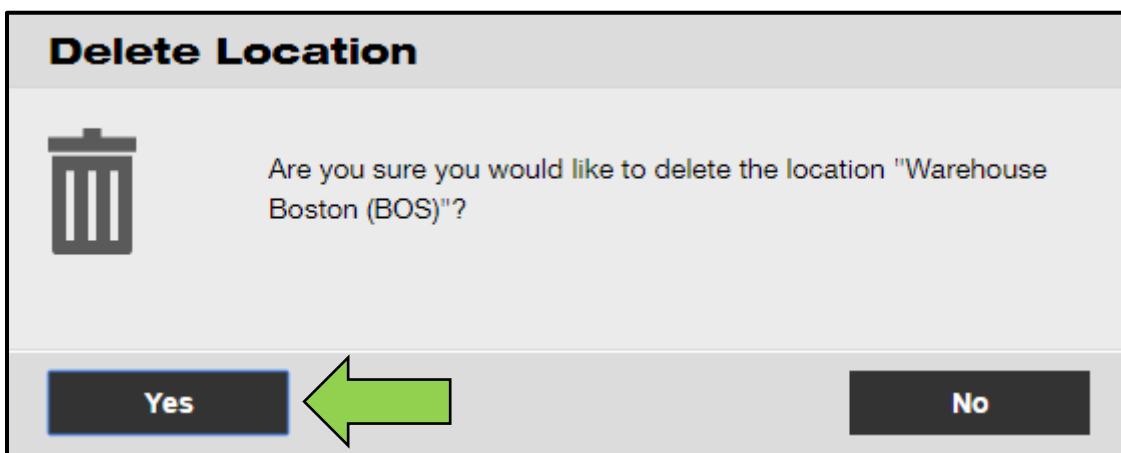 Delete Location
Are you sure you would like to delete the location "Warehouse
Boston (BOS)"?
Yes
No